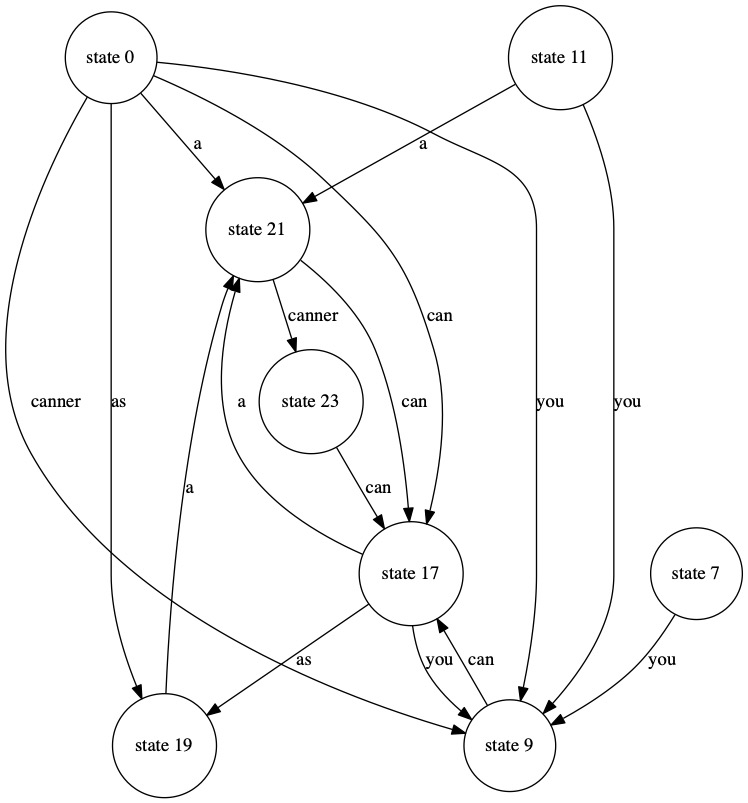 state 0
state 11
a
a
state 21
canner
can
canner
as
a
state 23
can
you
you
a
can
state 17
state 7
as
you
can
you
state 19
state 9